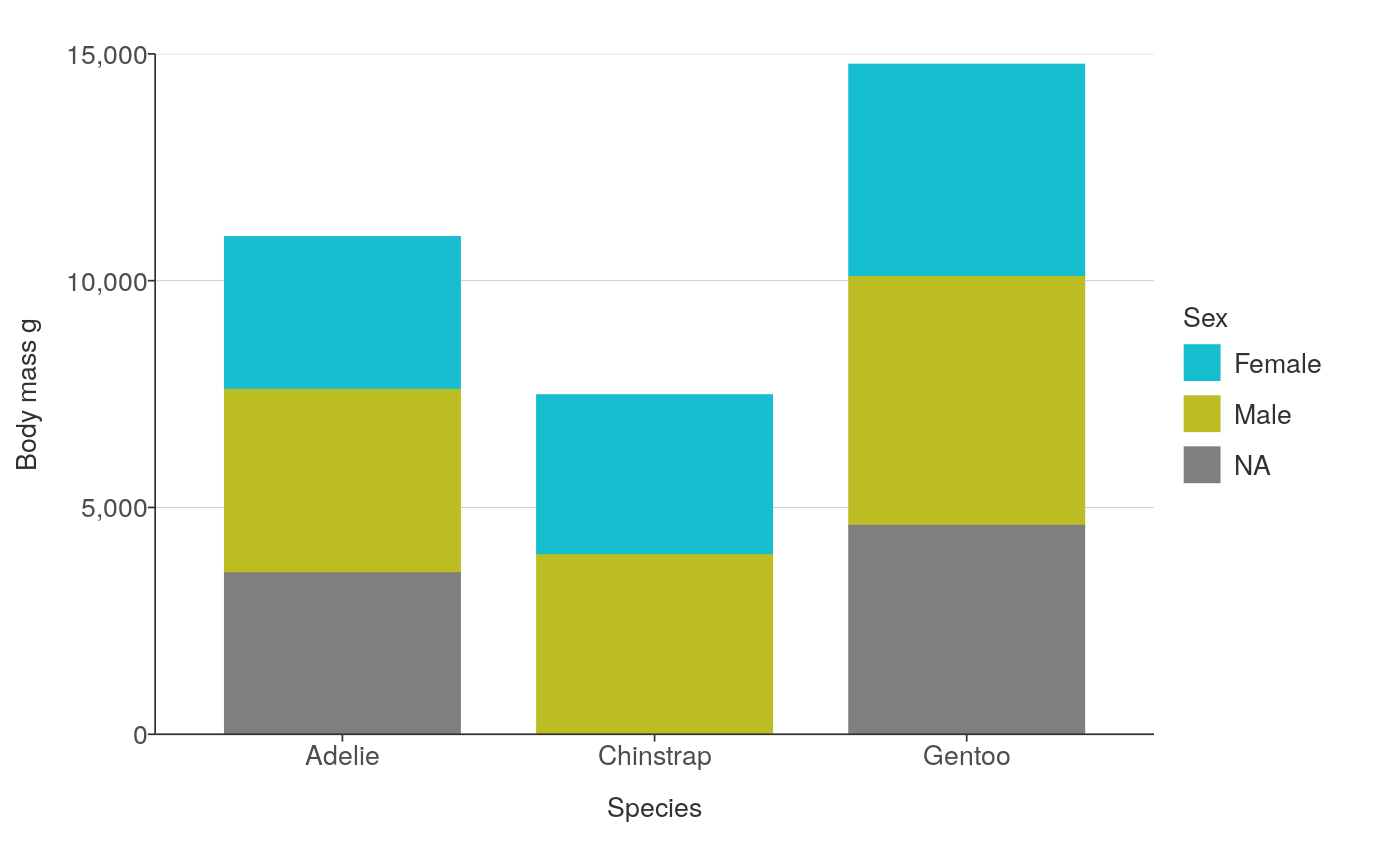 15,000
10,000
5,000
0
Body mass g
Adelie
Chinstrap
Gentoo
Species
Sex
Female
Male
NA